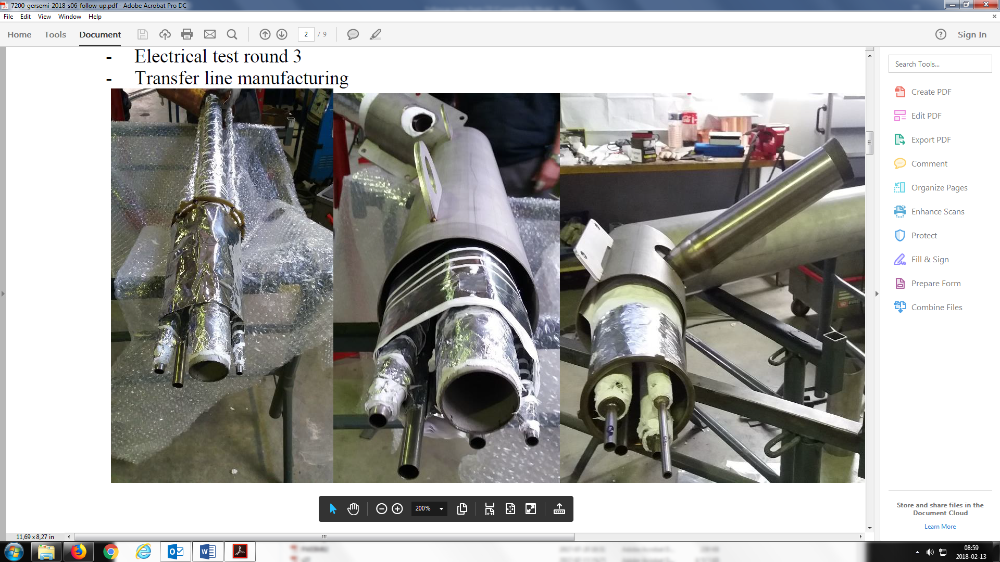 7200-gersemi-2018-s06-follow-up.pdf - Adobe Acrobat Pro DC
File Edit View Window Help
Home Tools Document 2 / 9 Sign In
- Electrical test round 3
- Transfer line manufacturing
Search Tools...
Create PDF
Edit PDF
Export PDF
Comment
Organize Pages
Enhance Scans
Protect
Fill & Sign
Prepare Form
Combine Files
Store and share files in the
Document Cloud
Learn More
200%
11,69 x 8,27 in
08:59
2018-02-13